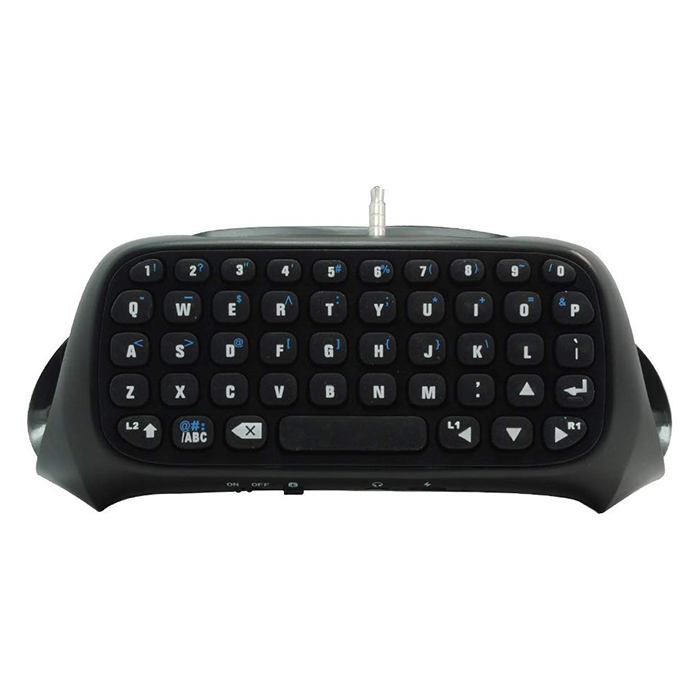 1! 2? 3" 4' 5# 6% 7( 8) 9~ /0
Q" W— E$ R^ T: Y; U* I+ O= &P
A< S> D@ F[ G] H{ J} K\ L
Z X C V B N M
L2 @#: L1 R1
/ABC
ON OFF